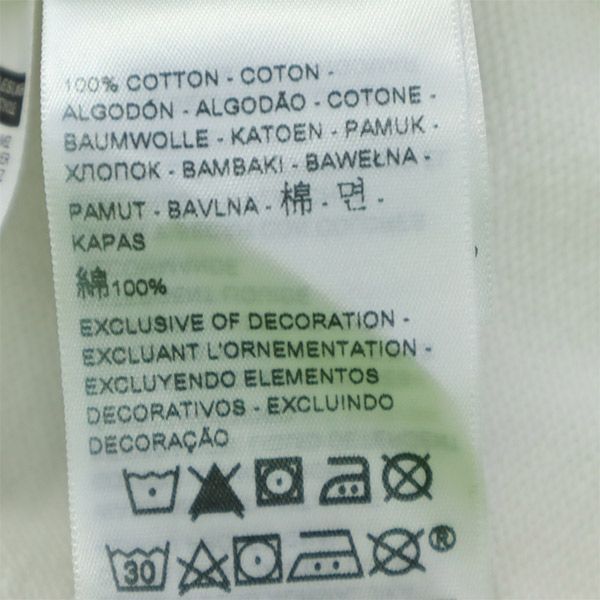 100% COTTON - COTON -
ALGODÓN - ALGODÃO - COTONE -
BAUMWOLLE - KATOEN - PAMUK -
ХЛОПОК - BAMBAKI - BAWEŁNA -
PAMUT - BAVLNA - 棉 - 면 -
KAPAS
綿100%
EXCLUSIVE OF DECORATION -
EXCLUANT L'ORNEMENTATION -
EXCLUYENDO ELEMENTOS
DECORATIVOS - EXCLUINDO
DECORAÇÃO
30 ®